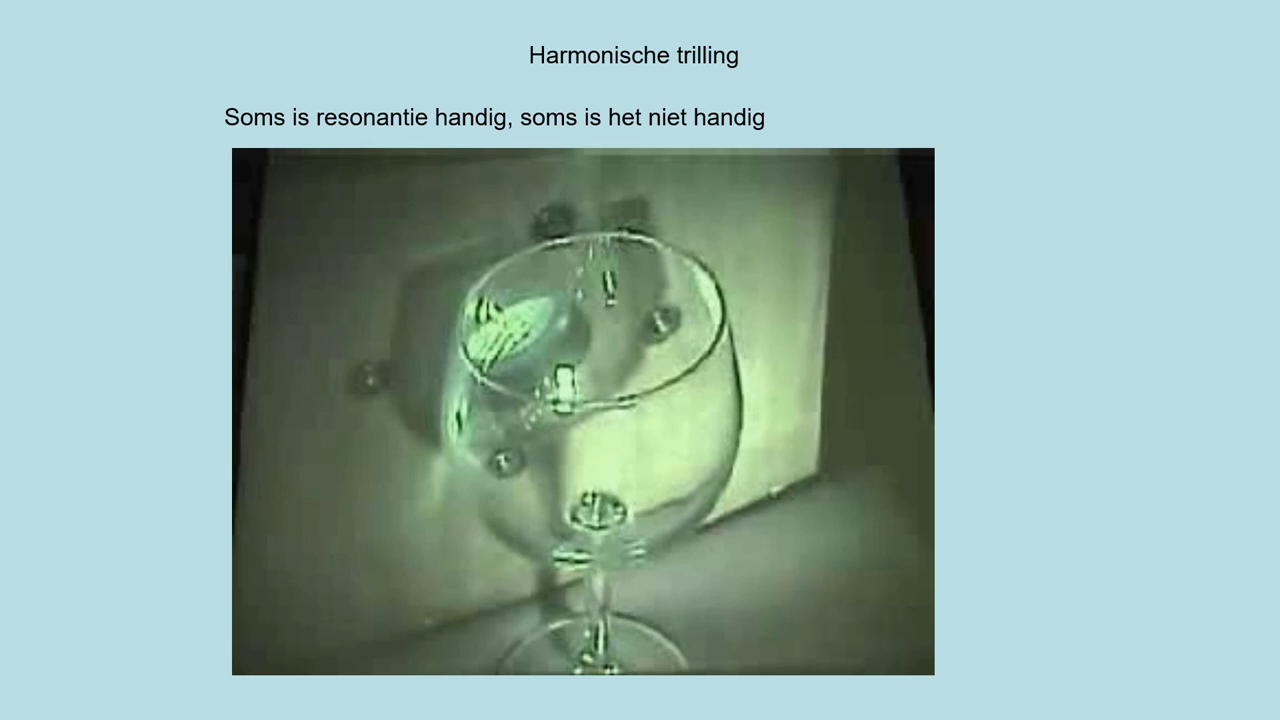 Harmonische trilling
Soms is resonantie handig, soms is het niet handig